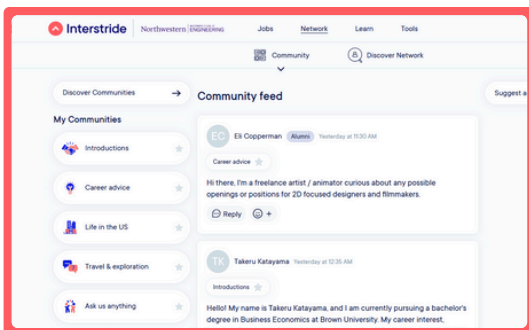 Interstride
Northwestern
ENGINEERING
Jobs
Network
Learn
Tools
Community
Discover Network
Discover Communities
My Communities
Introductions
Career advice
Life in the US
Travel & exploration
Ask us anything
Community feed
Suggest a
EC
Eli Copperman Alumni Yesterday at 11:30 AM
Career advice
Hi there, I'm a freelance artist / animator curious about any possible
openings or positions for 2D focused designers and filmmakers.
Reply
+
TK
Takeru Katayama Yesterday at 12:35 AM
Introductions
Hello! My name is Takeru Katayama, and I am currently pursuing a bachelor's
degree in Business Economics at Brown University. My career interest,